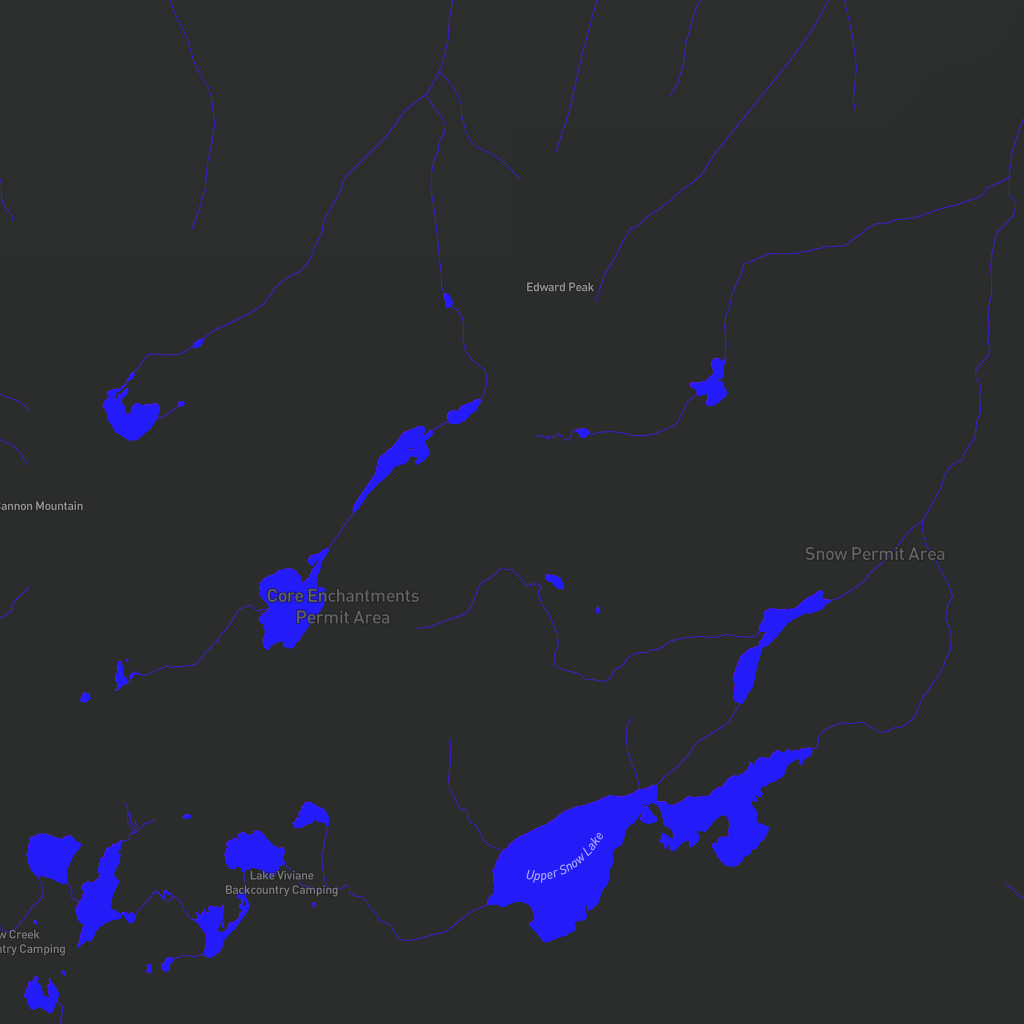 Edward Peak
annon Mountain
Snow Permit Area
Core Enchantments
Permit Area
Upper Snow Lake
Lake Viviane
Backcountry Camping
w Creek
ntry Camping